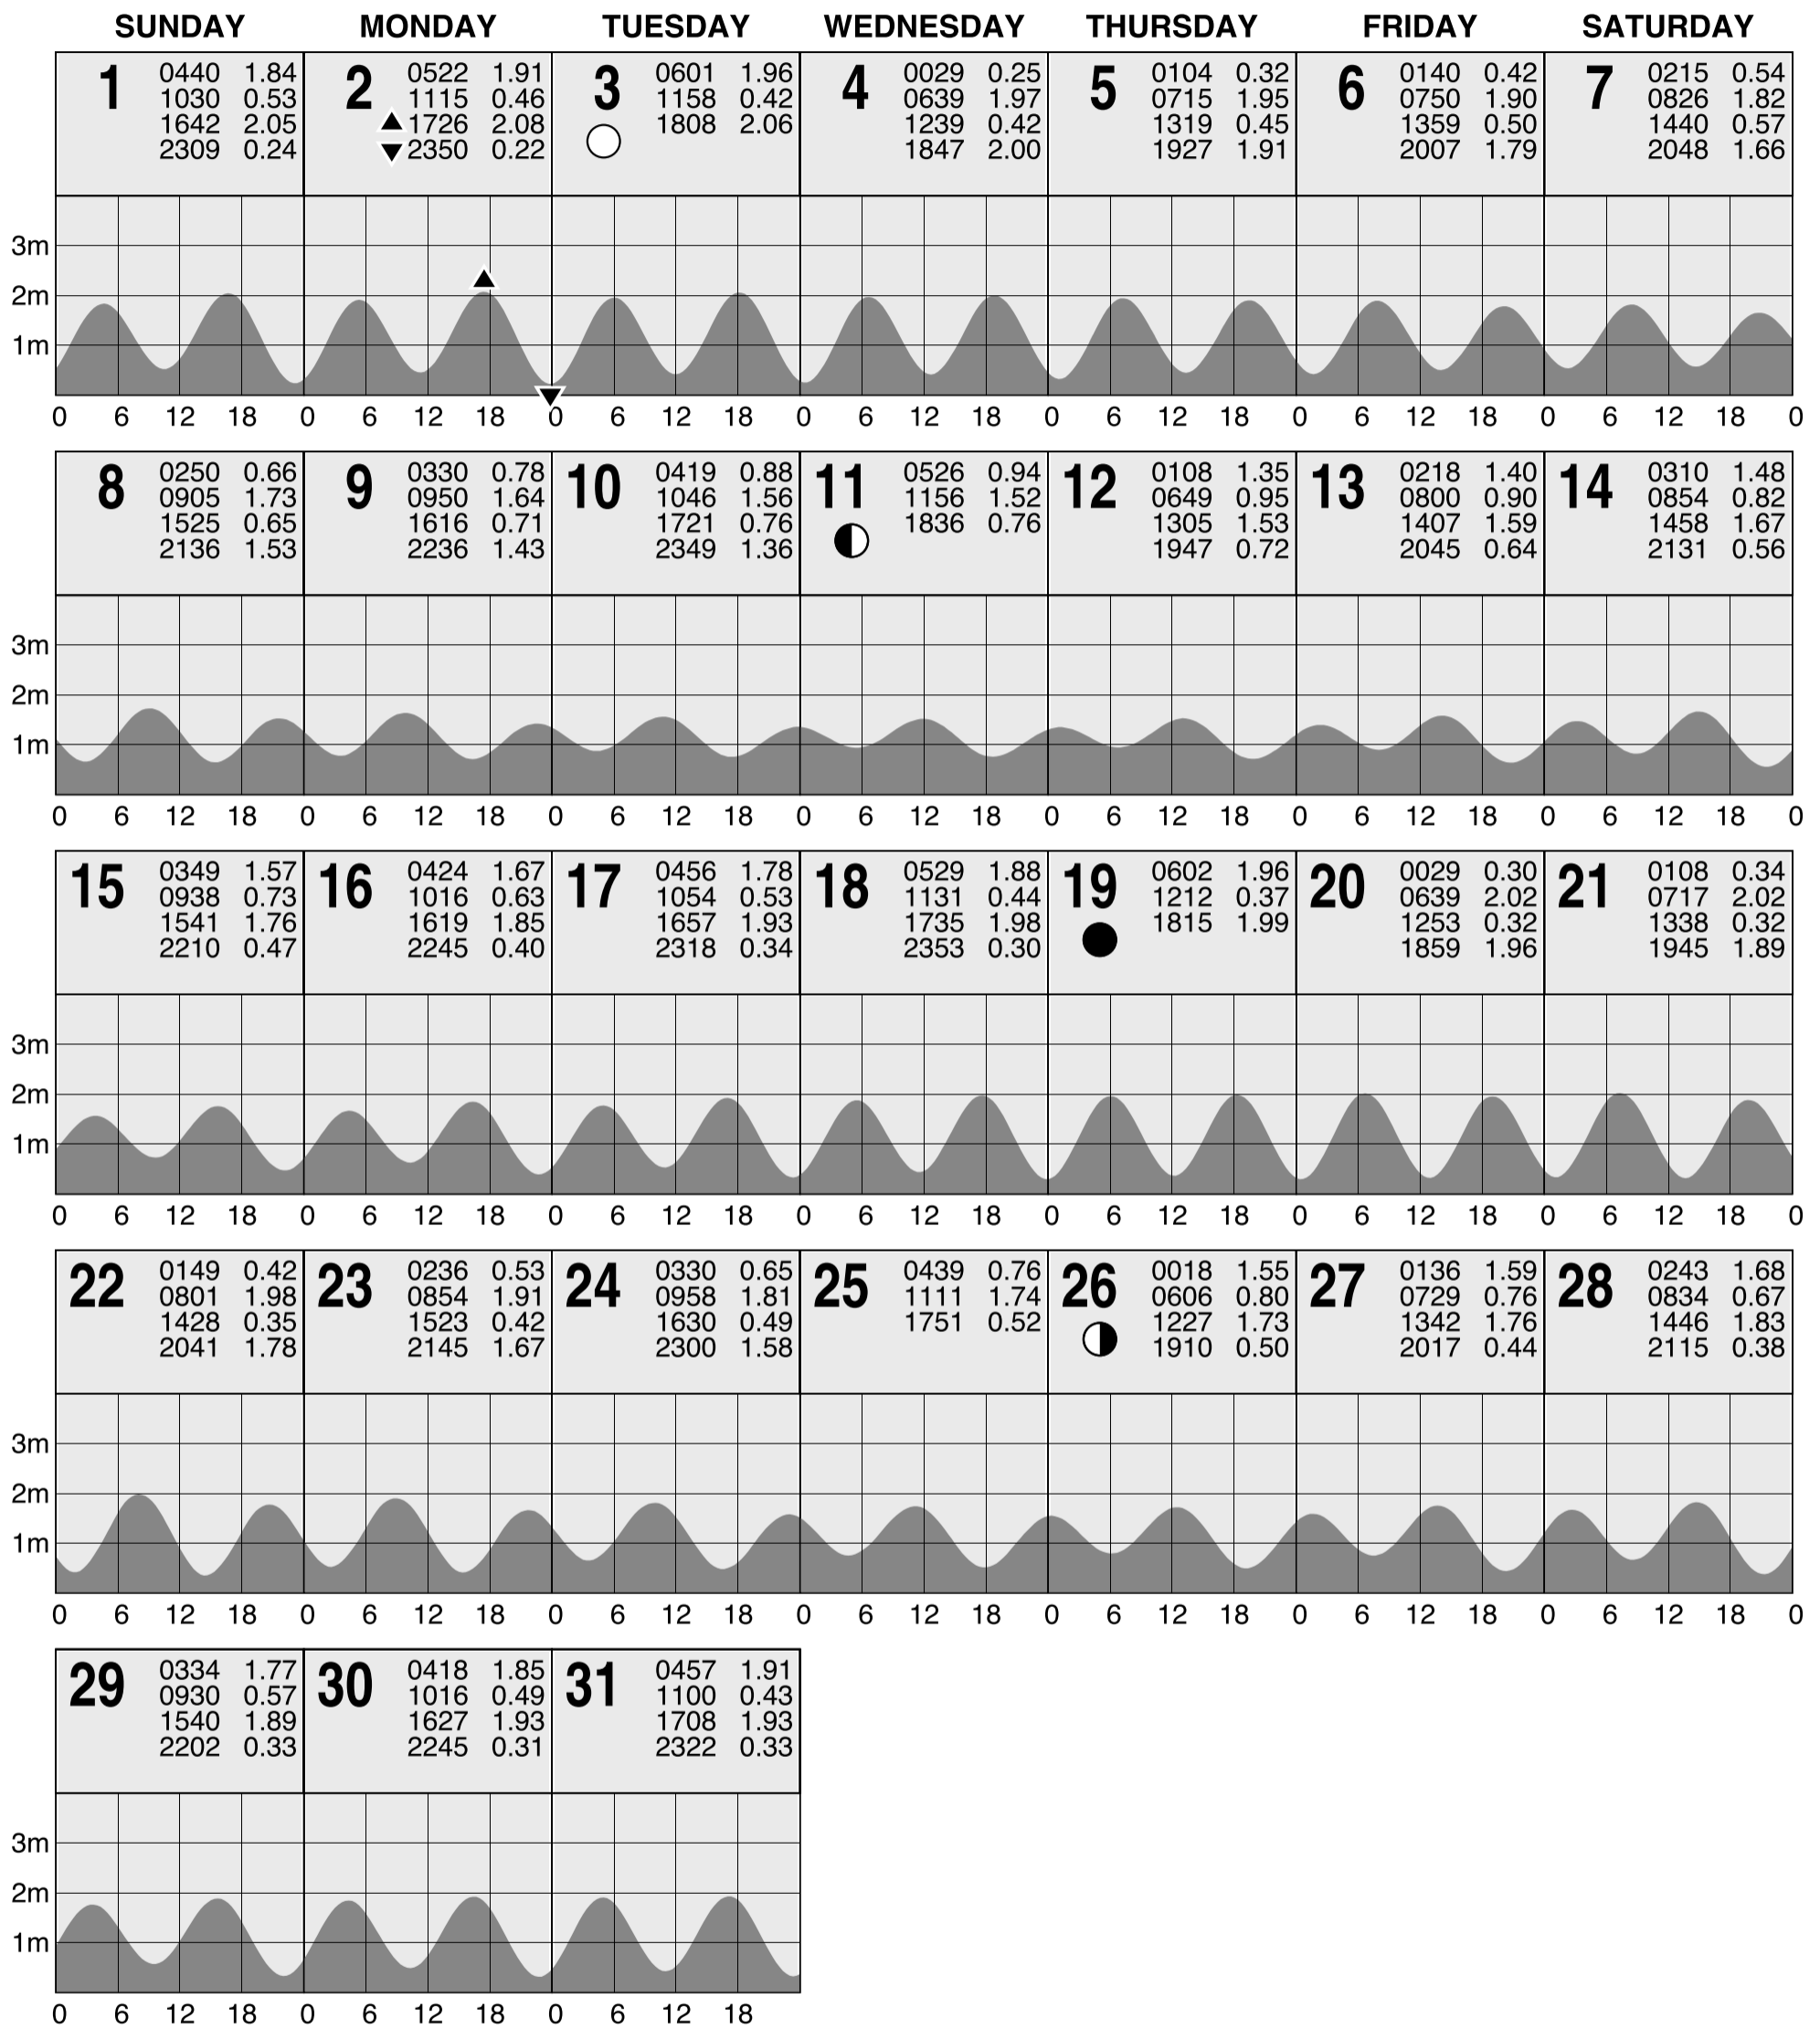 SUNDAY MONDAY TUESDAY WEDNESDAY THURSDAY FRIDAY SATURDAY
1 0440 1.84
1030 0.53
1642 2.05
2309 0.24
2 0522 1.91
1115 0.46
▲ 1726 2.08
▼ 2350 0.22
3 0601 1.96
1158 0.42
1808 2.06
4 0029 0.25
0639 1.97
1239 0.42
1847 2.00
5 0104 0.32
0715 1.95
1319 0.45
1927 1.91
6 0140 0.42
0750 1.90
1359 0.50
2007 1.79
7 0215 0.54
0826 1.82
1440 0.57
2048 1.66
3m
2m
1m
0 6 12 18 0 6 12 18 0 6 12 18 0 6 12 18 0 6 12 18 0 6 12 18 0 6 12 18 0
8 0250 0.66
0905 1.73
1525 0.65
2136 1.53
9 0330 0.78
0950 1.64
1616 0.71
2236 1.43
10 0419 0.88
1046 1.56
1721 0.76
2349 1.36
11 0526 0.94
1156 1.52
1836 0.76
12 0108 1.35
0649 0.95
1305 1.53
1947 0.72
13 0218 1.40
0800 0.90
1407 1.59
2045 0.64
14 0310 1.48
0854 0.82
1458 1.67
2131 0.56
3m
2m
1m
0 6 12 18 0 6 12 18 0 6 12 18 0 6 12 18 0 6 12 18 0 6 12 18 0 6 12 18 0
15 0349 1.57
0938 0.73
1541 1.76
2210 0.47
16 0424 1.67
1016 0.63
1619 1.85
2245 0.40
17 0456 1.78
1054 0.53
1657 1.93
2318 0.34
18 0529 1.88
1131 0.44
1735 1.98
2353 0.30
19 0602 1.96
1212 0.37
1815 1.99
20 0029 0.30
0639 2.02
1253 0.32
1859 1.96
21 0108 0.34
0717 2.02
1338 0.32
1945 1.89
3m
2m
1m
0 6 12 18 0 6 12 18 0 6 12 18 0 6 12 18 0 6 12 18 0 6 12 18 0 6 12 18 0
22 0149 0.42
0801 1.98
1428 0.35
2041 1.78
23 0236 0.53
0854 1.91
1523 0.42
2145 1.67
24 0330 0.65
0958 1.81
1630 0.49
2300 1.58
25 0439 0.76
1111 1.74
1751 0.52
26 0018 1.55
0606 0.80
1227 1.73
1910 0.50
27 0136 1.59
0729 0.76
1342 1.76
2017 0.44
28 0243 1.68
0834 0.67
1446 1.83
2115 0.38
3m
2m
1m
0 6 12 18 0 6 12 18 0 6 12 18 0 6 12 18 0 6 12 18 0 6 12 18 0 6 12 18 0
29 0334 1.77
0930 0.57
1540 1.89
2202 0.33
30 0418 1.85
1016 0.49
1627 1.93
2245 0.31
31 0457 1.91
1100 0.43
1708 1.93
2322 0.33
3m
2m
1m
0 6 12 18 0 6 12 18 0 6 12 18